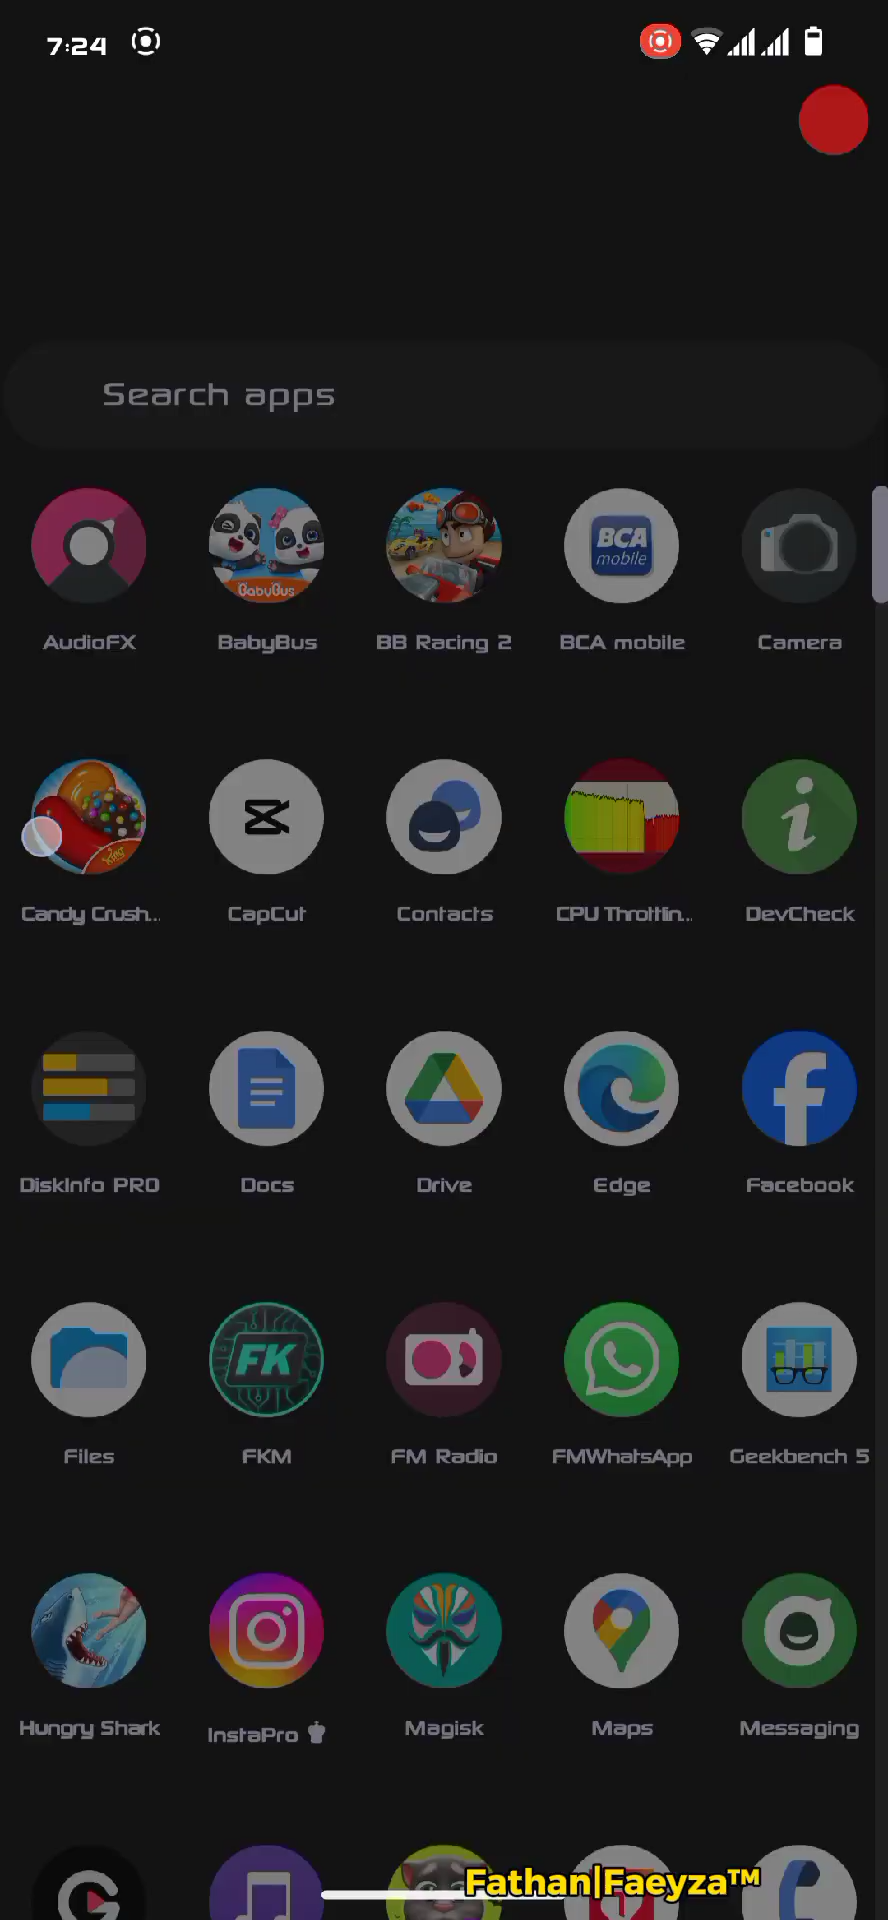 7:24
Search apps
BCA
mobile
BabyBus
AudioFX BabyBus BB Racing 2 BCA mobile Camera
King
Candy Crush... CapCut Contacts CPU Throttlin... DevCheck
DiskInfo PRO Docs Drive Edge Facebook
FK
Files FKM FM Radio FMWhatsApp Geekbench 5
Hungry Shark InstaPro Magisk Maps Messaging
Fathan|Faeyza™